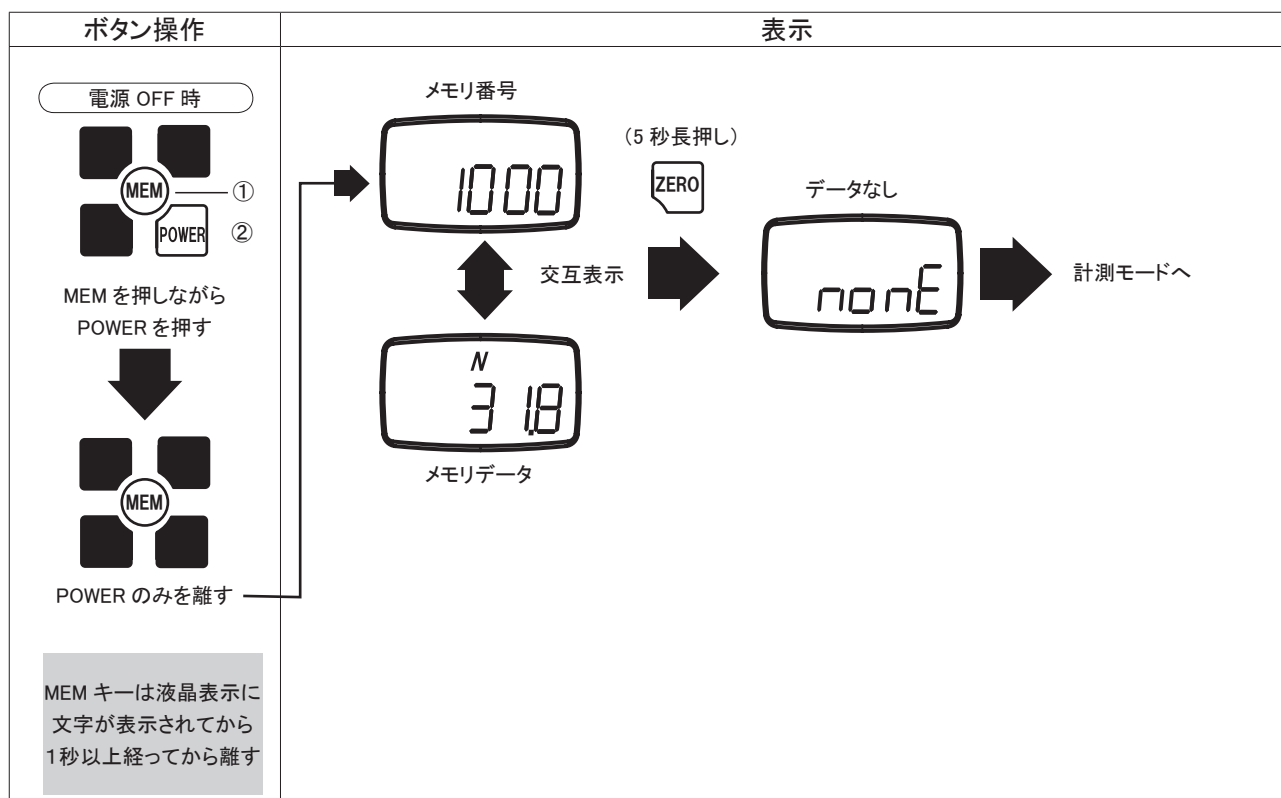 ボタン操作
表示
電源 OFF 時
MEM
①
POWER
②
MEM を押しながら
POWER を押す
MEM
POWER のみを離す
MEM キーは液晶表示に
文字が表示されてから
1秒以上経ってから離す
メモリ番号
1000
交互表示
N
31.8
メモリデータ
(5 秒長押し)
ZERO
データなし
nonE
計測モードへ